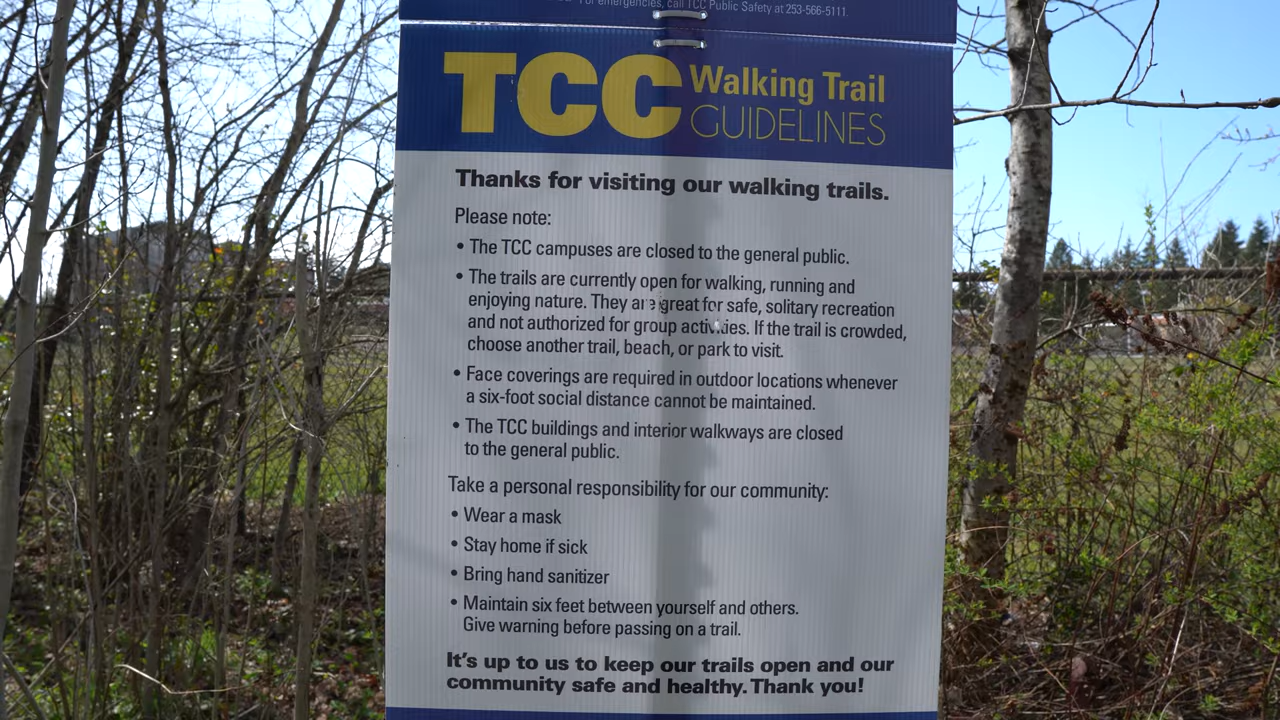 For emergencies, call TCC Public Safety at 253-566-5111.
TCC Walking Trail
GUIDELINES
Thanks for visiting our walking trails.
Please note:
• The TCC campuses are closed to the general public.
• The trails are currently open for walking, running and
enjoying nature. They are great for safe, solitary recreation
and not authorized for group activities. If the trail is crowded,
choose another trail, beach, or park to visit.
• Face coverings are required in outdoor locations whenever
a six-foot social distance cannot be maintained.
• The TCC buildings and interior walkways are closed
to the general public.
Take a personal responsibility for our community:
• Wear a mask
• Stay home if sick
• Bring hand sanitizer
• Maintain six feet between yourself and others.
Give warning before passing on a trail.
It's up to us to keep our trails open and our
community safe and healthy. Thank you!